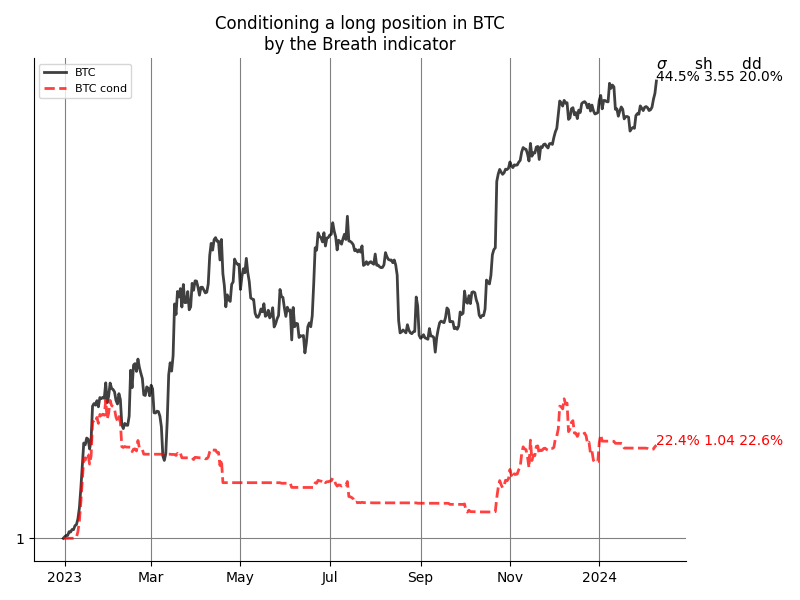 Conditioning a long position in BTC
by the Breath indicator
BTC
BTC cond
σ sh dd
44.5% 3.55 20.0%
22.4% 1.04 22.6%
1
2023 Mar May Jul Sep Nov 2024